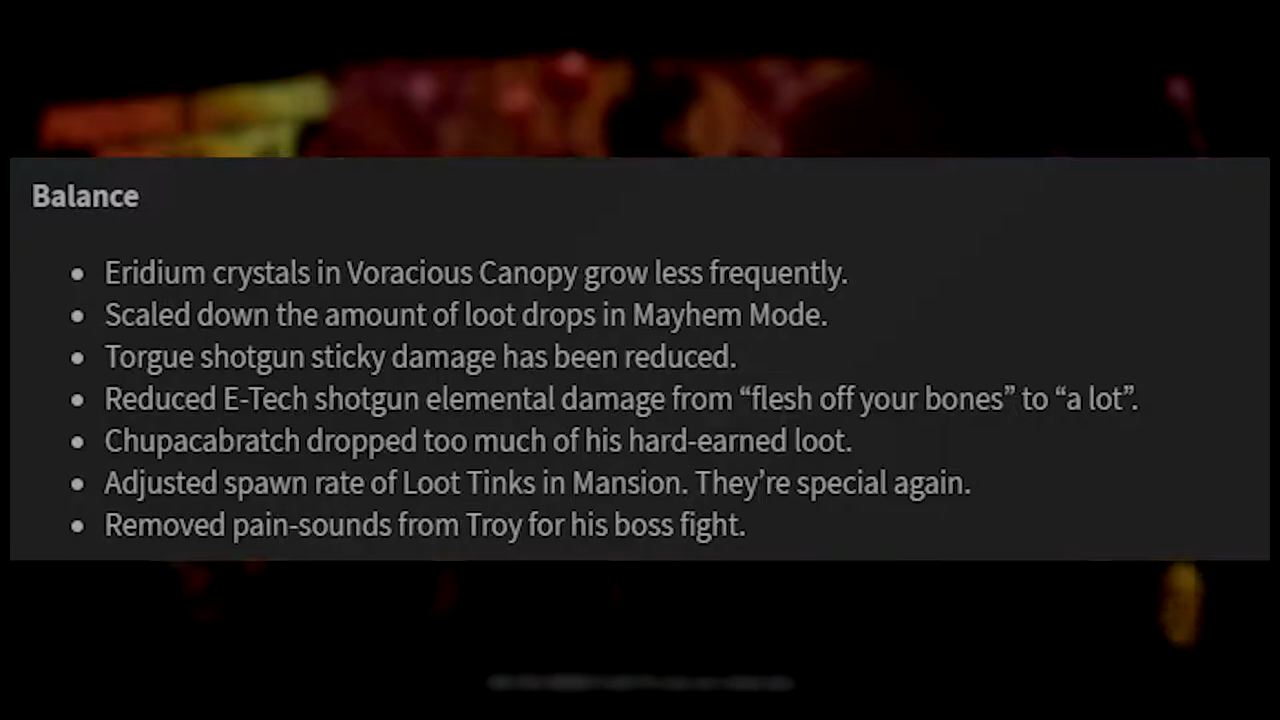 Balance
• Eridium crystals in Voracious Canopy grow less frequently.
• Scaled down the amount of loot drops in Mayhem Mode.
• Torgue shotgun sticky damage has been reduced.
• Reduced E-Tech shotgun elemental damage from “flesh off your bones” to “a lot”.
• Chupacabratch dropped too much of his hard-earned loot.
• Adjusted spawn rate of Loot Tinks in Mansion. They’re special again.
• Removed pain-sounds from Troy for his boss fight.